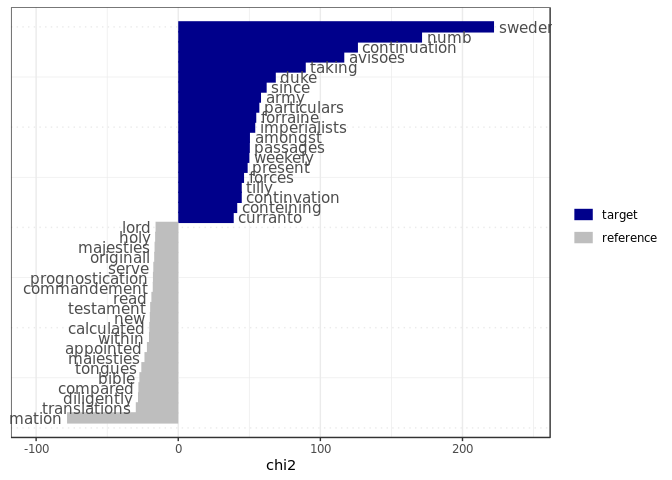 sweden
numb
continuation
avisoes
taking
duke
since
army
particulars
forraine
imperialists
amongst
passages
weekely
present
forces
tilly
continvation
conteining
curranto
lord
holy
maiesties
originall
serve
prognostication
commandement
read
testament
new
calculated
within
appointed
maiesties
tongues
bible
compared
diligently
translations
mation
target
reference
-100 0 100 200
chi2